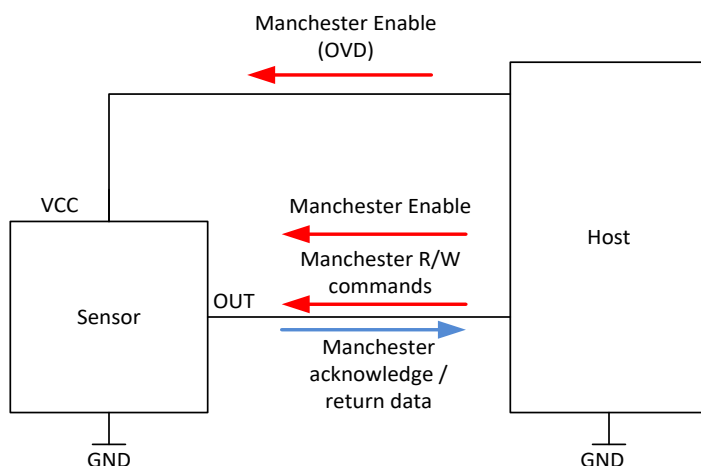 Manchester Enable
(OVD)
VCC
Manchester Enable
Host
Manchester R/W
commands
OUT
Sensor
Manchester
acknowledge /
return data
GND
GND